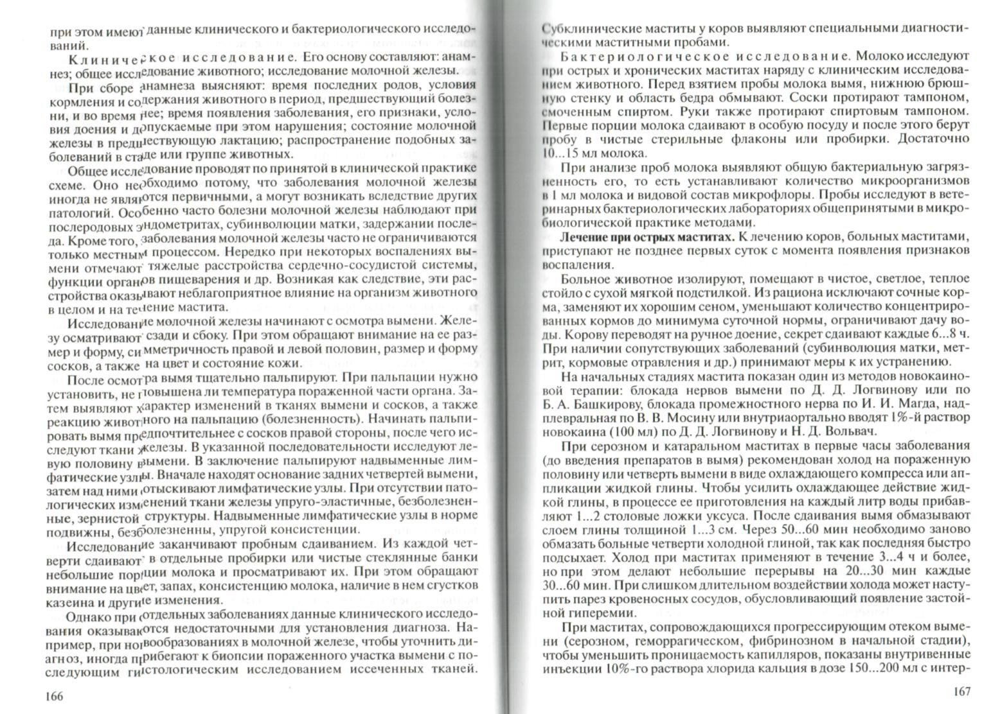 при этом имеют данные клинического и бактериологического исследо-
ваний.
Клиническое исследование. Его основу составляют: анам-
нез; общее исследование животного; исследование молочной железы.
При сборе анамнеза выясняют: время последних родов, условия
кормления и содержания животного в период, предшествующий болез-
ни, и во время нее; время появления заболевания, его признаки, усло-
вия доения и допускаемые при этом нарушения; состояние молочной
железы в предшествующую лактацию; распространение подобных за-
болеваний в стаде или группе животных.
Общее исследование проводят по принятой в клинической практике
схеме. Оно необходимо потому, что заболевания молочной железы
иногда не являются первичными, а могут возникать вследствие других
патологий. Особенно часто болезни молочной железы наблюдают при
послеродовых эндометритах, субинволюции матки, задержании после-
да. Кроме того, заболевания молочной железы часто не ограничиваются
только местным процессом. Нередко при некоторых воспалениях вы-
мени отмечают тяжелые расстройства сердечно-сосудистой системы,
функции органов пищеварения и др. Возникая как следствие, эти рас-
стройства оказывают неблагоприятное влияние на организм животного
в целом и на течение мастита.
Исследование молочной железы начинают с осмотра вымени. Желе-
зу осматривают сзади и сбоку. При этом обращают внимание на ее раз-
мер и форму, симметричность правой и левой половин, размер и форму
сосков, а также на цвет и состояние кожи.
После осмотра вымя тщательно пальпируют. При пальпации нужно
установить, не повышена ли температура пораженной части органа. За-
тем выявляют характер изменений в тканях вымени и сосков, а также
реакцию животного на пальпацию (болезненность). Начинать пальпи-
ровать вымя предпочтительнее с сосков правой стороны, после чего ис-
следуют ткани железы. В указанной последовательности исследуют ле-
вую половину вымени. В заключение пальпируют надвыменные лим-
фатические узлы. Вначале находят основание задних четвертей вымени,
затем над ними отыскивают лимфатические узлы. При отсутствии пато-
логических изменений ткани железы упруго-эластичные, безболезнен-
ные, зернистой структуры. Надвыменные лимфатические узлы в норме
подвижны, безболезненны, упругой консистенции.
Исследование заканчивают пробным сдаиванием. Из каждой чет-
верти сдаивают в отдельные пробирки или чистые стеклянные банки
небольшие порции молока и просматривают их. При этом обращают
внимание на цвет, запах, консистенцию молока, наличие в нем сгустков
казеина и другие изменения.
Однако при отдельных заболеваниях данные клинического исследо-
вания оказываются недостаточными для установления диагноза. На-
пример, при новообразованиях в молочной железе, чтобы уточнить ди-
агноз, иногда прибегают к биопсии пораженного участка вымени с по-
следующим гистологическим исследованием иссеченных тканей.
166
Субклинические маститы у коров выявляют специальными диагности-
ческими маститными пробами.
Бактериологическое исследование. Молоко исследуют
при острых и хронических маститах наряду с клиническим исследова-
нием животного. Перед взятием пробы молока вымя, нижнюю брюш-
ную стенку и область бедра обмывают. Соски протирают тампоном,
смоченным спиртом. Руки также протирают спиртовым тампоном.
Первые порции молока сдаивают в особую посуду и после этого берут
пробу в чистые стерильные флаконы или пробирки. Достаточно
10...15 мл молока.
При анализе проб молока выявляют общую бактериальную загряз-
ненность его, то есть устанавливают количество микроорганизмов
в 1 мл молока и видовой состав микрофлоры. Пробы исследуют в вете-
ринарных бактериологических лабораториях общепринятыми в микро-
биологической практике методами.
Лечение при острых маститах. К лечению коров, больных маститами,
приступают не позднее первых суток с момента появления признаков
воспаления.
Больное животное изолируют, помещают в чистое, светлое, теплое
стойло с сухой мягкой подстилкой. Из рациона исключают сочные кор-
ма, заменяют их хорошим сеном, уменьшают количество концентриро-
ванных кормов до минимума суточной нормы, ограничивают дачу во-
ды. Корову переводят на ручное доение, секрет сдаивают каждые 6...8 ч.
При наличии сопутствующих заболеваний (субинволюция матки, мет-
рит, кормовые отравления и др.) принимают меры к их устранению.
На начальных стадиях мастита показан один из методов новокаино-
вой терапии: блокада нервов вымени по Д. Д. Логвинову или по
Б. А. Башкирову, блокада промежностного нерва по И. И. Магда, над-
плевральная по В. В. Мосину или внутриаортально вводят 1%-й раствор
новокаина (100 мл) по Д. Д. Логвинову и Н. Д. Вольвач.
При серозном и катаральном маститах в первые часы заболевания
(до введения препаратов в вымя) рекомендован холод на пораженную
половину или четверть вымени в виде охлаждающего компресса или ап-
пликации жидкой глины. Чтобы усилить охлаждающее действие жид-
кой глины, в процессе ее приготовления на каждый литр воды прибав-
ляют 1...2 столовые ложки уксуса. После сдаивания вымя обмазывают
слоем глины толщиной 1...3 см. Через 50...60 мин необходимо заново
обмазать больные четверти холодной глиной, так как последняя быстро
подсыхает. Холод при маститах применяют в течение 3...4 ч и более,
но при этом делают небольшие перерывы на 20...30 мин каждые
30...60 мин. При слишком длительном воздействии холода может насту-
пить парез кровеносных сосудов, обусловливающий появление застой-
ной гиперемии.
При маститах, сопровождающихся прогрессирующим отеком выме-
ни (серозном, геморрагическом, фибринозном в начальной стадии),
чтобы уменьшить проницаемость капилляров, показаны внутривенные
инъекции 10%-го раствора хлорида кальция в дозе 150...200 мл с интер-
167